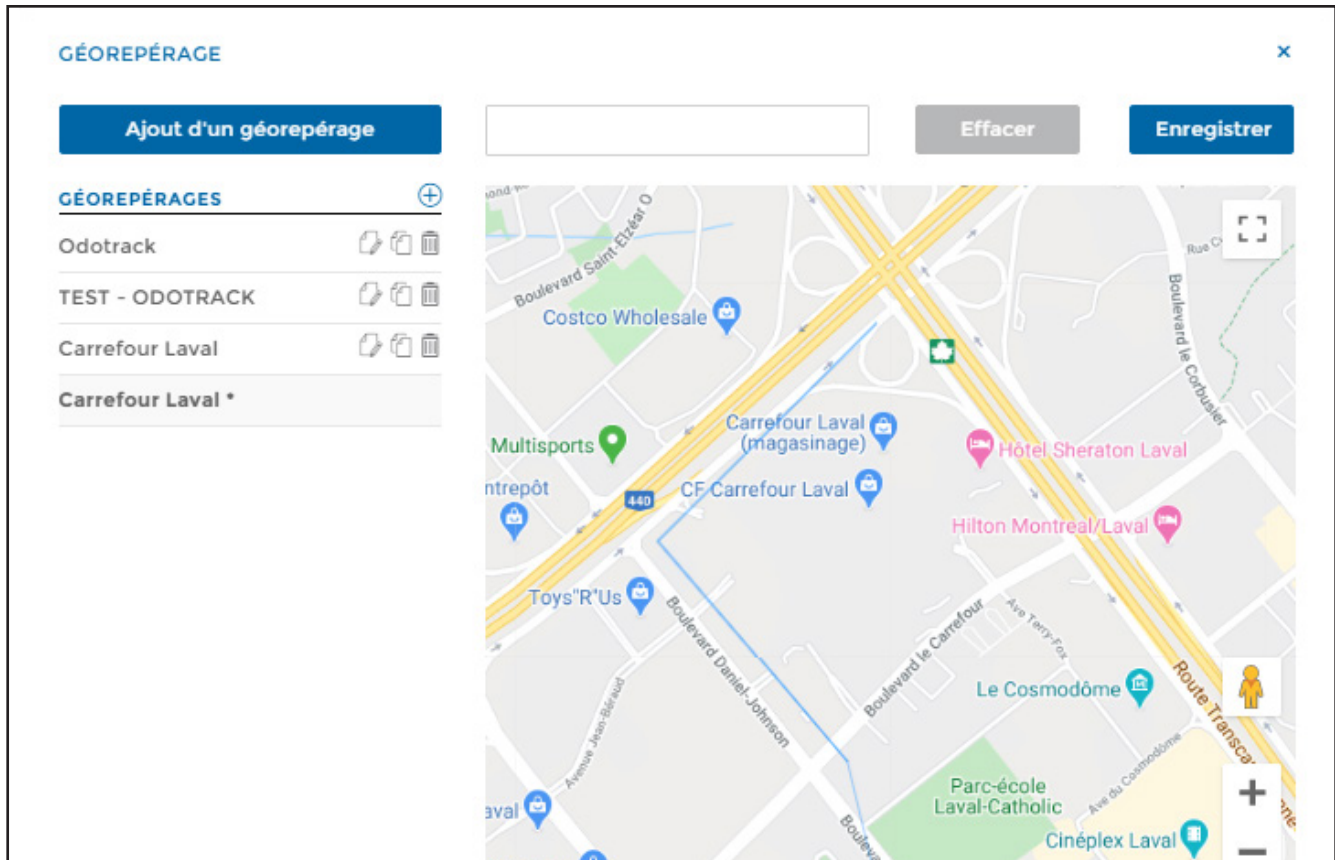 GÉOREPÉRAGE
×
Ajout d'un géorepérage
Effacer
Enregistrer
GÉOREPÉRAGES
Odotrack
TEST - ODOTRACK
Carrefour Laval
Carrefour Laval *
Boulevard Saint-Elzéar O
Rue C
Boulevard le Corbusier
Costco Wholesale
Carrefour Laval
(magasinage)
Multisports
Hôtel Sheraton Laval
ntrepôt
440
CF Carrefour Laval
Hilton Montreal/Laval
Toys"R"Us
Boulevard Daniel-Johnson
Boulevard le Carrefour
Ave Terry-Fox
Avenue Jean-Béraud
Le Cosmodôme
Route Transca
ne
Parc-école
Laval-Catholic
Ave du Cosmodôme
aval
Bouleva
Cinéplex Laval
+
−